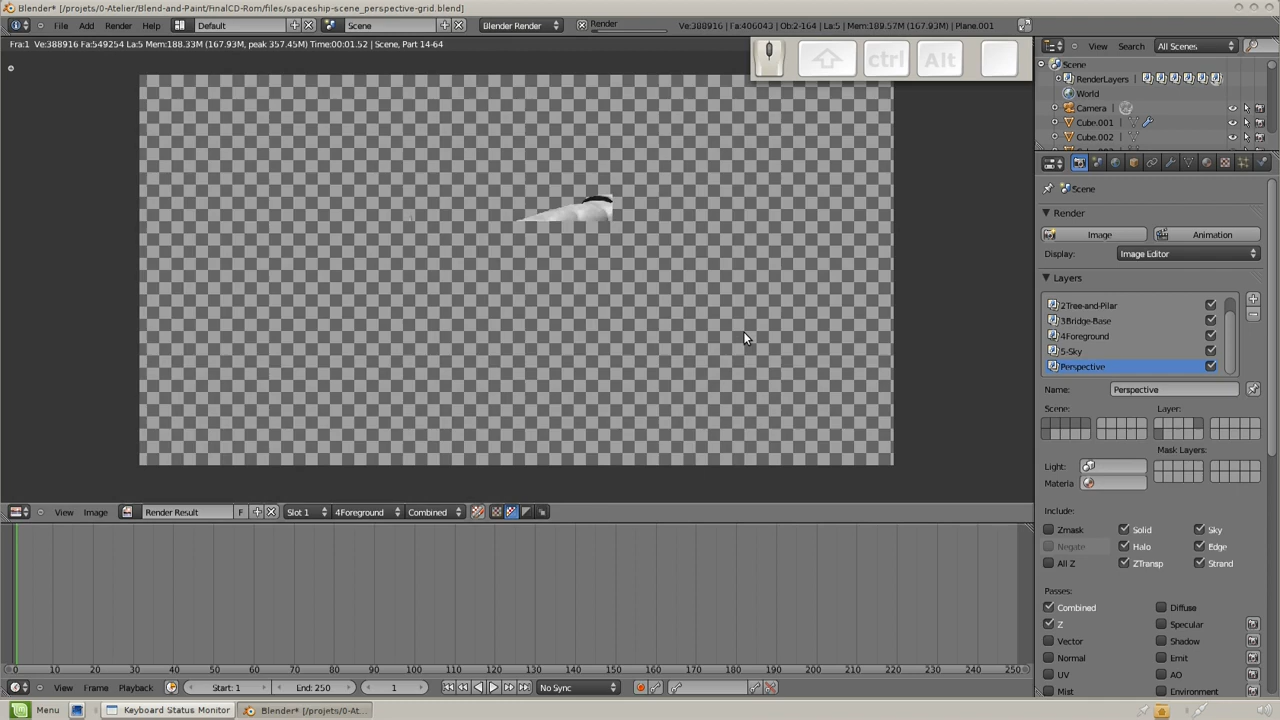 Blender* [/projets/0-Atelier/Blend-and-Paint/FnalCD-Rom/files/spaceship-scene_perspective-grid.blend]
File Add Render Help Default Scene Blender Render Render Ve:388916 | Fa:406043 | Ob:2-164 | La:5 | Mem:189.57M (167.93M) | Plane.001
Fra:1 Ve:388916 Fa:549254 La:5 Mem:188.33M (167.93M, peak 357.45M) Time:00:01.52 | Scene, Part 14-64
ctrl Alt
View Search All Scenes
Scene
RenderLayers
World
Camera
Cube.001
Cube.002
Scene
Render
Image Animation
Display: Image Editor
Layers
2Tree-and-Pilar
3Bridge-Base
4Foreground
5-Sky
Perspective
Name: Perspective
Scene: Layer:
Mask Layers:
Light:
Materia
Include:
Zmask Solid Sky
Negate Halo Edge
All Z ZTransp Strand
Passes:
Combined Diffuse
Z Specular
Vector Shadow
Normal Emit
UV AO
Mist Environment
View Image Render Result F Slot 1 4Foreground Combined
0 10 20 30 40 50 60 70 80 90 100 110 120 130 140 150 160 170 180 190 200 210 220 230 240 250
View Frame Playback Start: 1 End: 250 1 No Sync
Menu Keyboard Status Monitor Blender* [/projets/0-At...